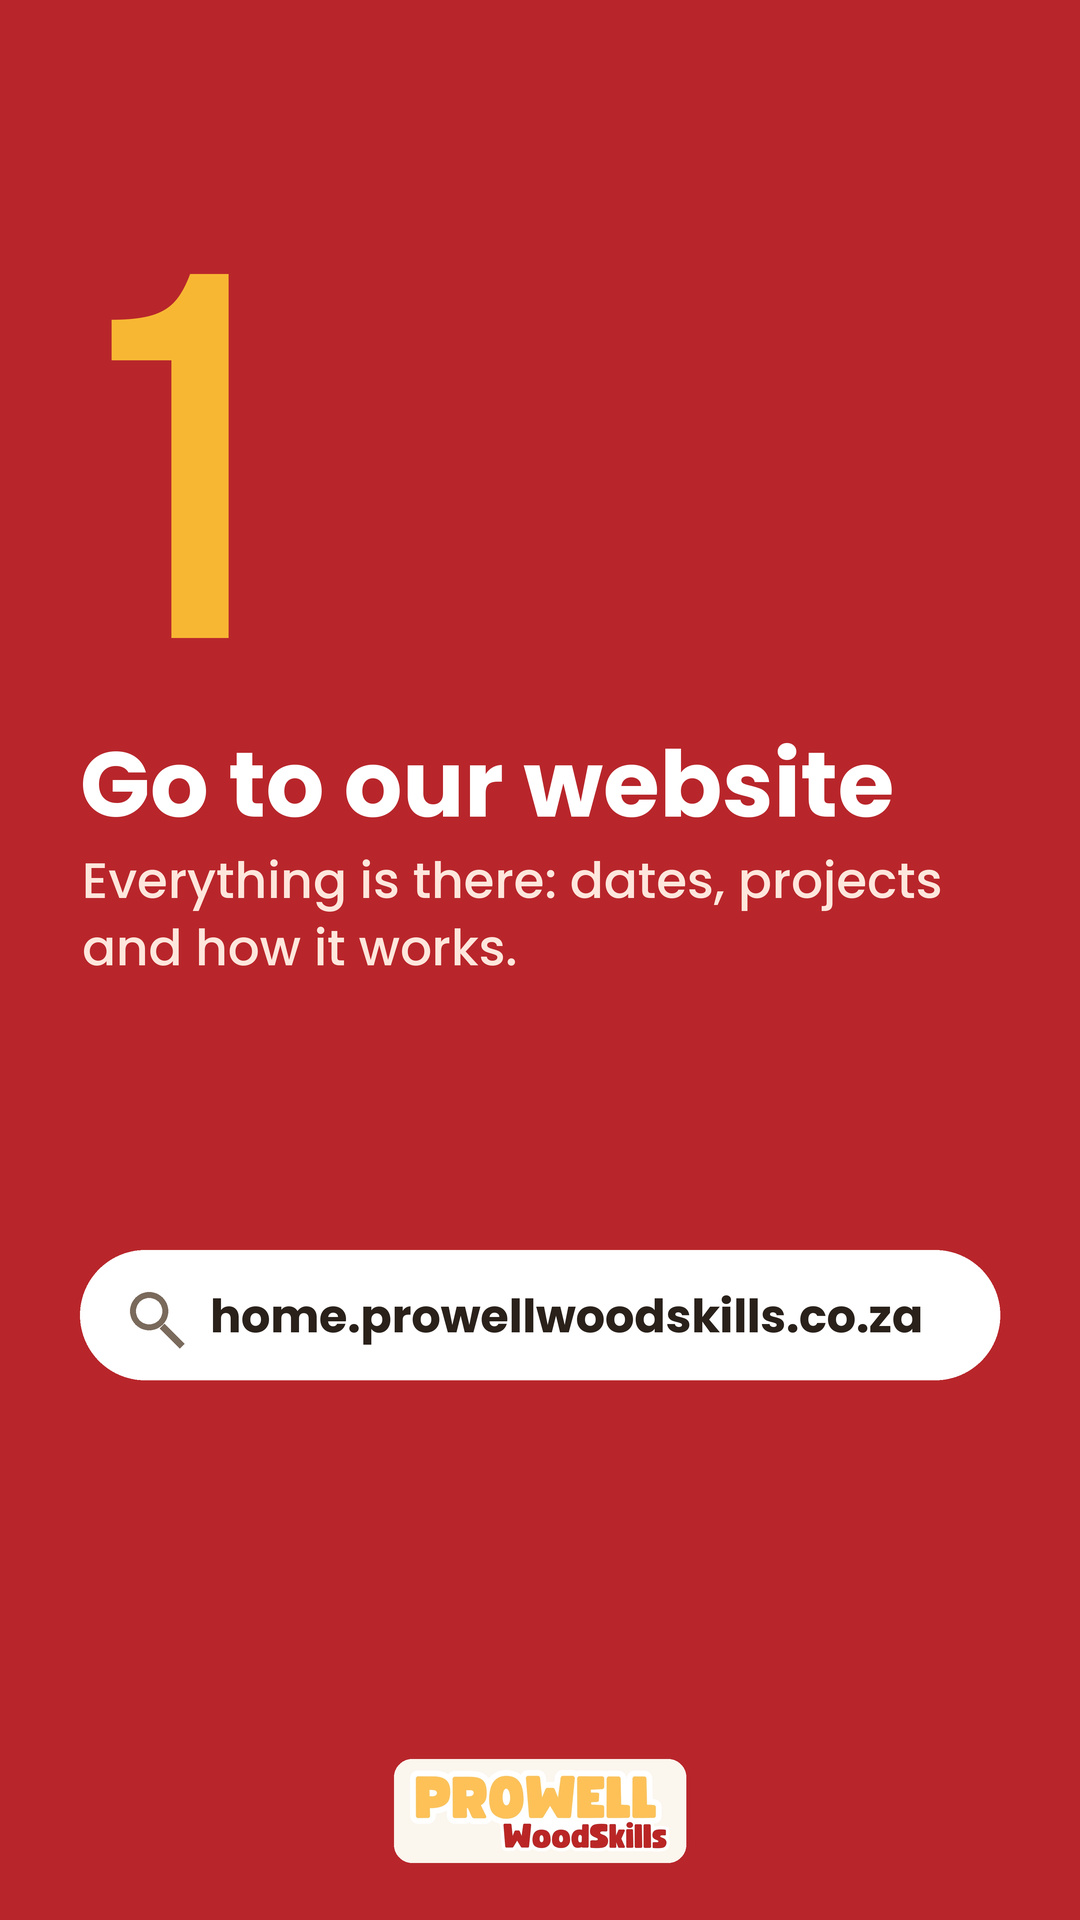 1
Go to our website
Everything is there: dates, projects
and how it works.
home.prowellwoodskills.co.za
PROWELL
WoodSkills